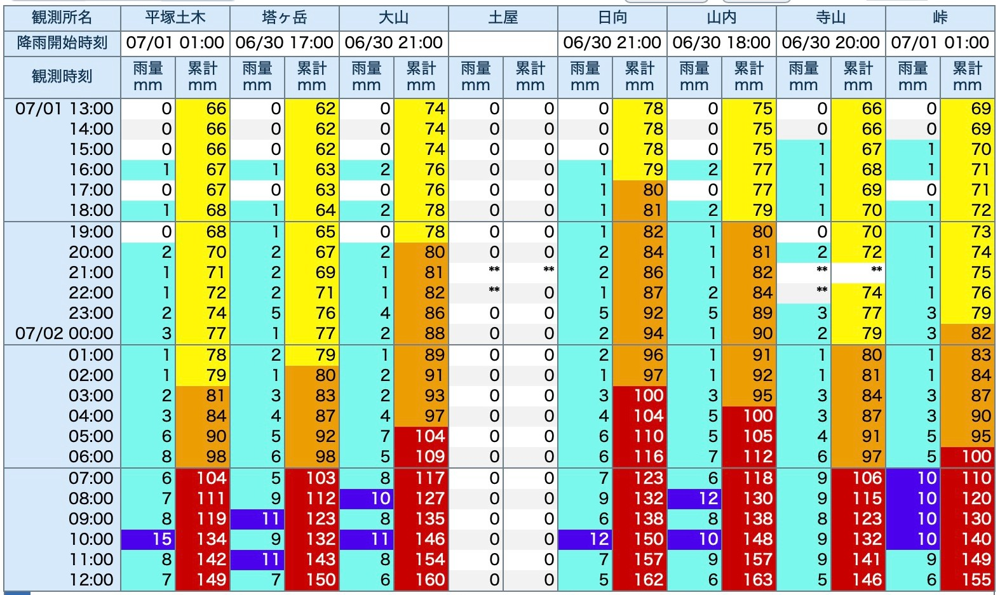 観測所名 平塚土木 塔ヶ岳 大山 土屋 日向 山内 寺山 峠
降雨開始時刻 07/01 01:00 06/30 17:00 06/30 21:00 06/30 21:00 06/30 18:00 06/30 20:00 07/01 01:00
観測時刻 雨量 累計 雨量 累計 雨量 累計 雨量 累計 雨量 累計 雨量 累計 雨量 累計 雨量 累計
mm mm mm mm mm mm mm mm mm mm mm mm mm mm mm mm
07/01 13:00 0 66 0 62 0 74 0 0 0 78 0 75 0 66 0 69
14:00 0 66 0 62 0 74 0 0 0 78 0 75 0 66 0 69
15:00 0 66 0 62 0 74 0 0 0 78 0 75 1 67 1 70
16:00 1 67 1 63 2 76 0 0 1 79 2 77 1 68 1 71
17:00 0 67 0 63 0 76 0 0 1 80 0 77 1 69 0 71
18:00 1 68 1 64 2 78 0 0 1 81 2 79 1 70 1 72
19:00 0 68 1 65 0 78 0 0 1 82 1 80 0 70 1 73
20:00 2 70 2 67 2 80 0 0 2 84 1 81 2 72 1 74
21:00 1 71 2 69 1 81 ** ** 2 86 1 82 ** ** 1 75
22:00 1 72 2 71 1 82 ** 0 1 87 2 84 ** 74 1 76
23:00 2 74 5 76 4 86 0 0 5 92 5 89 3 77 3 79
07/02 00:00 3 77 1 77 2 88 0 0 2 94 1 90 2 79 3 82
01:00 1 78 2 79 1 89 0 0 2 96 1 91 1 80 1 83
02:00 1 79 1 80 2 91 0 0 1 97 1 92 1 81 1 84
03:00 2 81 3 83 2 93 0 0 3 100 3 95 3 84 3 87
04:00 3 84 4 87 4 97 0 0 4 104 5 100 3 87 3 90
05:00 6 90 5 92 7 104 0 0 6 110 5 105 4 91 5 95
06:00 8 98 6 98 5 109 0 0 6 116 7 112 6 97 5 100
07:00 6 104 5 103 8 117 0 0 7 123 6 118 9 106 10 110
08:00 7 111 9 112 10 127 0 0 9 132 12 130 9 115 10 120
09:00 8 119 11 123 8 135 0 0 6 138 8 138 8 123 10 130
10:00 15 134 9 132 11 146 0 0 12 150 10 148 9 132 10 140
11:00 8 142 11 143 8 154 0 0 7 157 9 157 9 141 9 149
12:00 7 149 7 150 6 160 0 0 5 162 6 163 5 146 6 155